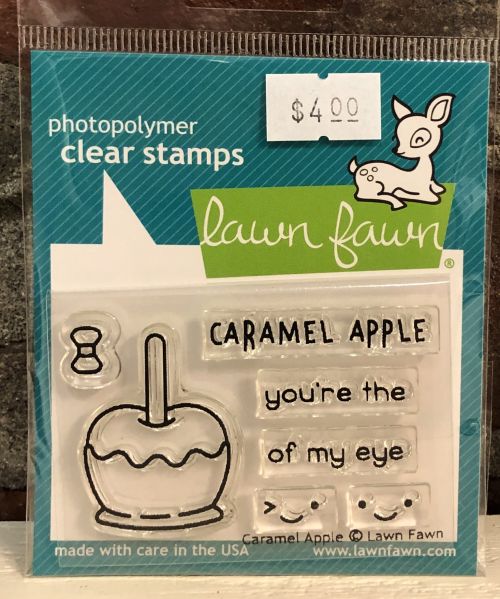 $4.00
photopolymer
clear stamps
lawn fawn®
CARAMEL APPLE
you're the
of my eye
Caramel Apple © Lawn Fawn
made with care in the USA
www.lawnfawn.com